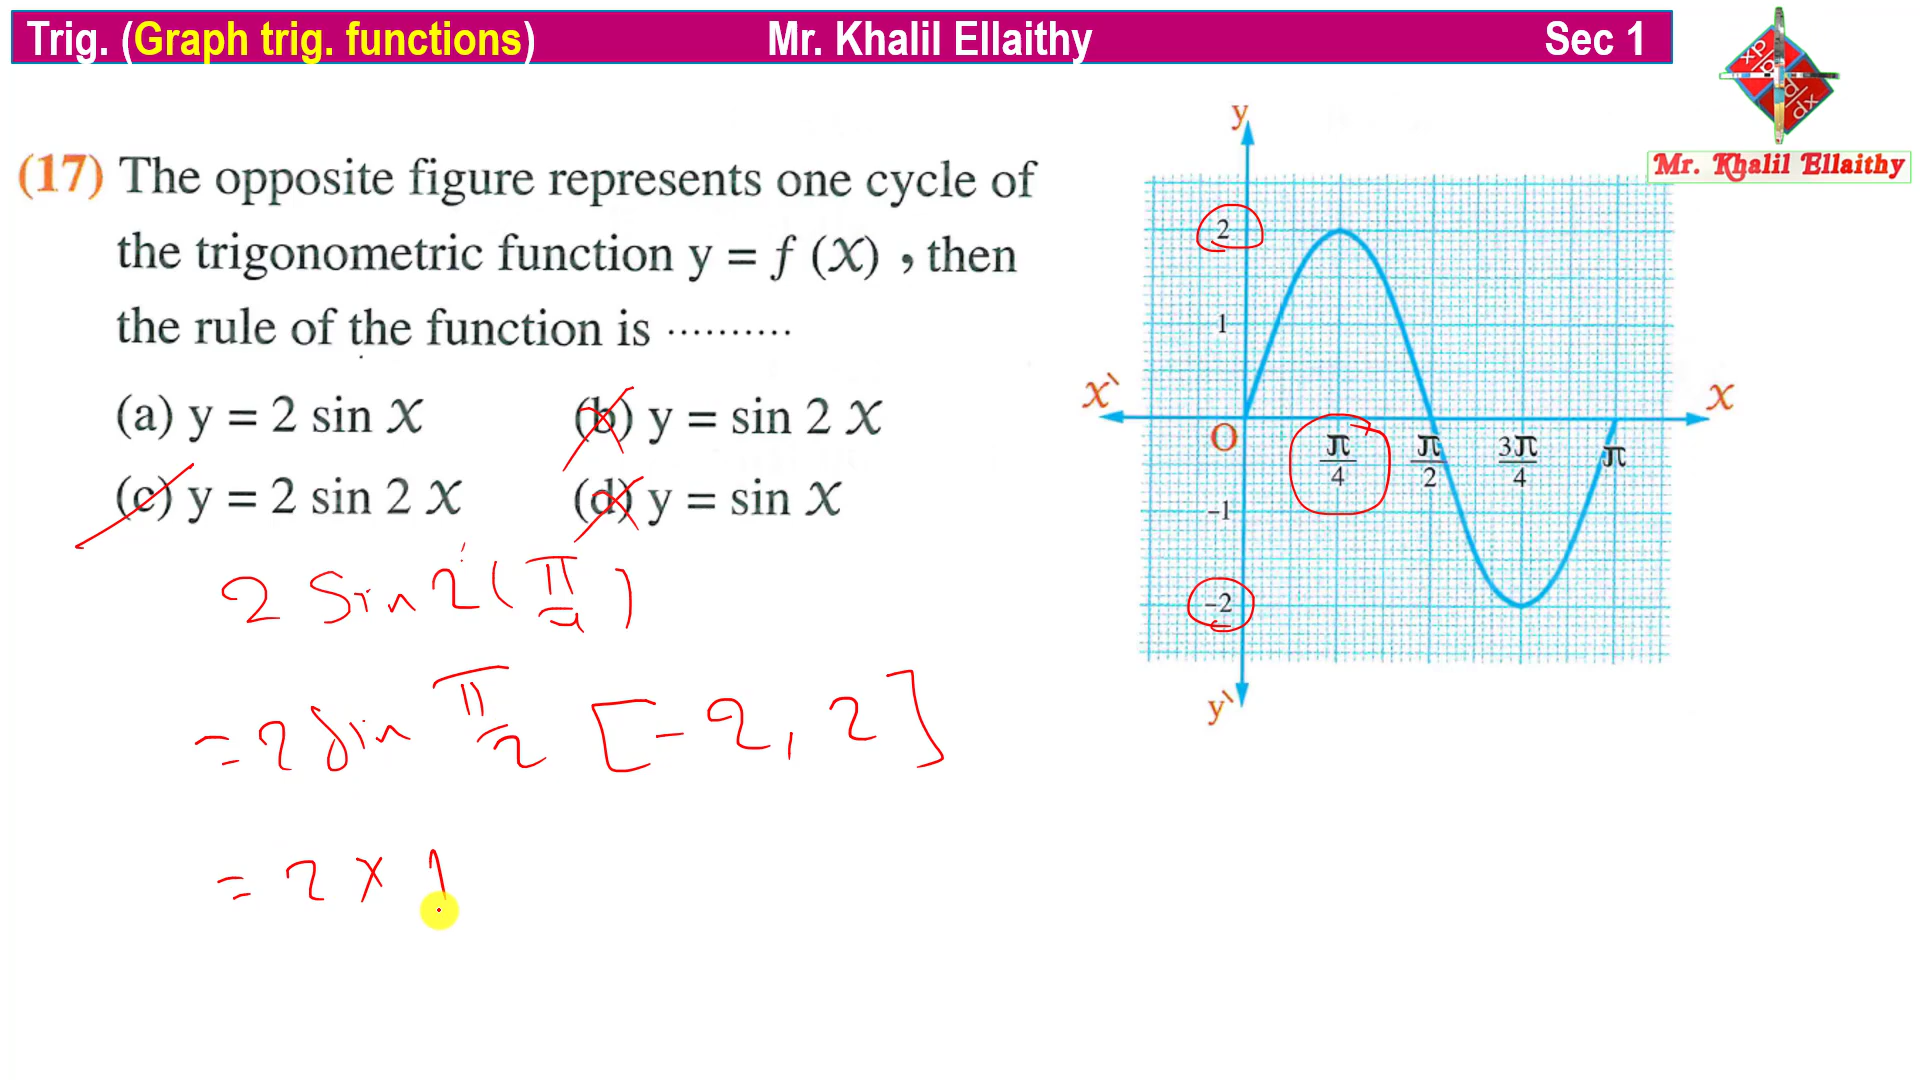 Trig. (Graph trig. functions) Mr. Khalil Ellaithy Sec 1
xp d d dx
Mr. Khalil Ellaithy
(17) The opposite figure represents one cycle of
the trigonometric function y = f (X) , then
the rule of the function is ··········
(a) y = 2 sin X (b) y = sin 2 X
(c) y = 2 sin 2 X (d) y = sin X
2 Sin 2 (π/4)
= 2 sin π/2 [-2, 2]
= 2 × 1
y
2
1
X` O π/4 π/2 3π/4 π X
–1
–2
y`